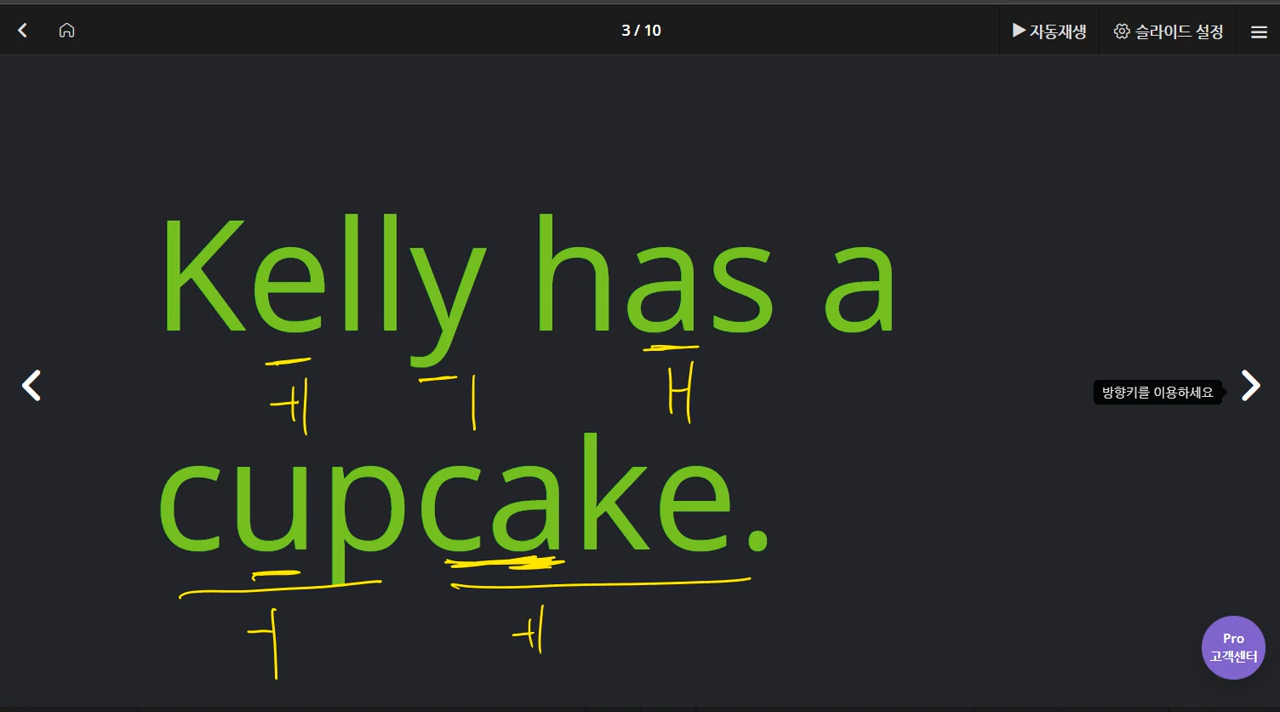 3 / 10
▶ 자동재생
슬라이드 설정
Kelly has a
ㅔ ㅣ ㅐ
방향키를 이용하세요
cupcake.
ㅓ ㅔ
Pro
고객센터